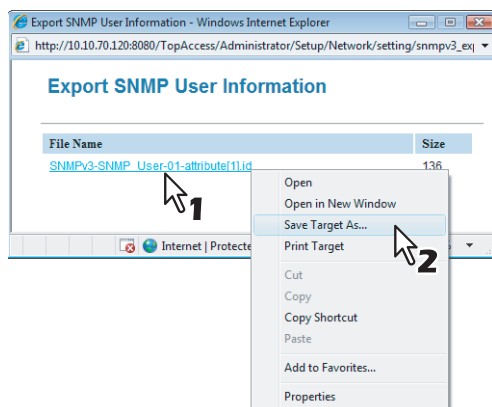 Export SNMP User Information - Windows Internet Explorer
http://10.10.70.120:8080/TopAccess/Administrator/Setup/Network/setting/snmpv3_ex
Export SNMP User Information
File Name Size
SNMPv3-SNMP_User-01-attribute[1].id 136
1
Open
Open in New Window
Save Target As...
2
Print Target
Internet | Protecte
Cut
Copy
Copy Shortcut
Paste
Add to Favorites...
Properties